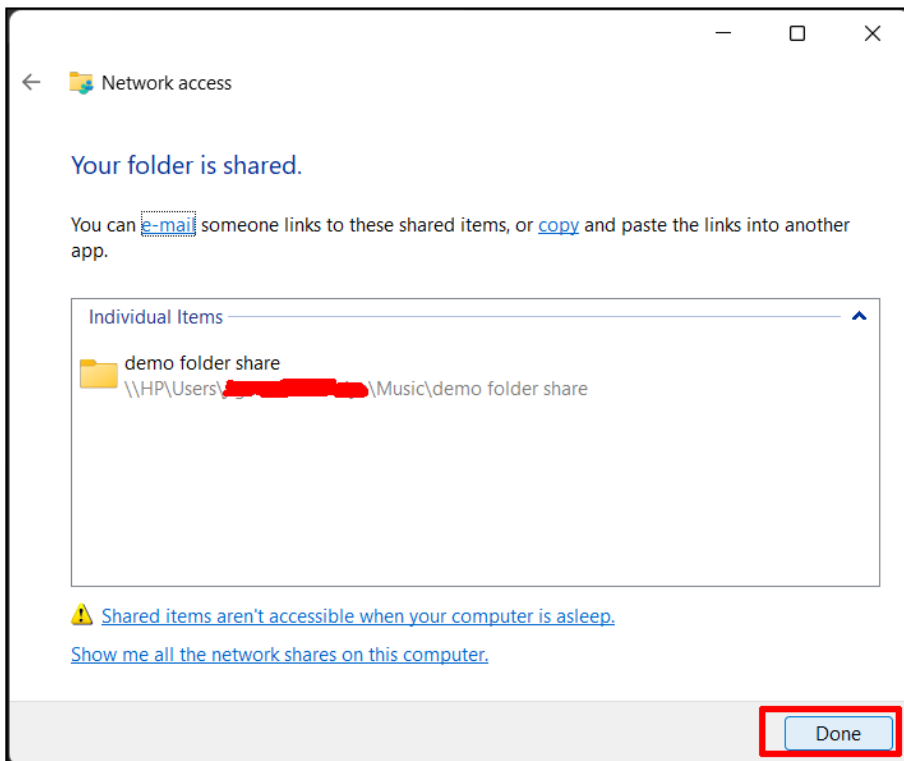 Network access
Your folder is shared.
You can e-mail someone links to these shared items, or copy and paste the links into another
app.
Individual Items
demo folder share
\\HP\Users\ \Music\demo folder share
Shared items aren't accessible when your computer is asleep.
Show me all the network shares on this computer.
Done